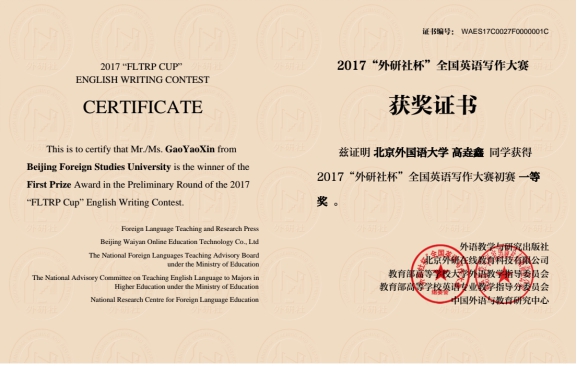 证书编号： WAES17C0027F0000001C
2017 “FLTRP CUP”
ENGLISH WRITING CONTEST
CERTIFICATE
This is to certify that Mr./Ms. GaoYaoXin from
Beijing Foreign Studies University is the winner of the
First Prize Award in the Preliminary Round of the 2017
“FLTRP Cup” English Writing Contest.
Foreign Language Teaching and Research Press
Beijing Waiyan Online Education Technology Co., Ltd
The National Foreign Languages Teaching Advisory Board
under the Ministry of Education
The National Advisory Committee on Teaching English Language to Majors in
Higher Education under the Ministry of Education
National Research Centre for Foreign Language Education
2017“外研社杯”全国英语写作大赛
获奖证书
兹证明 北京外国语大学 高垚鑫 同学获得
2017“外研社杯”全国英语写作大赛初赛 一等
奖 。
外语教学与研究出版社
北京外研在线教育科技有限公司
教育部高等学校大学外语教学指导委员会
教育部高等学校英语专业教学指导分委员会
中国外语与教育研究中心